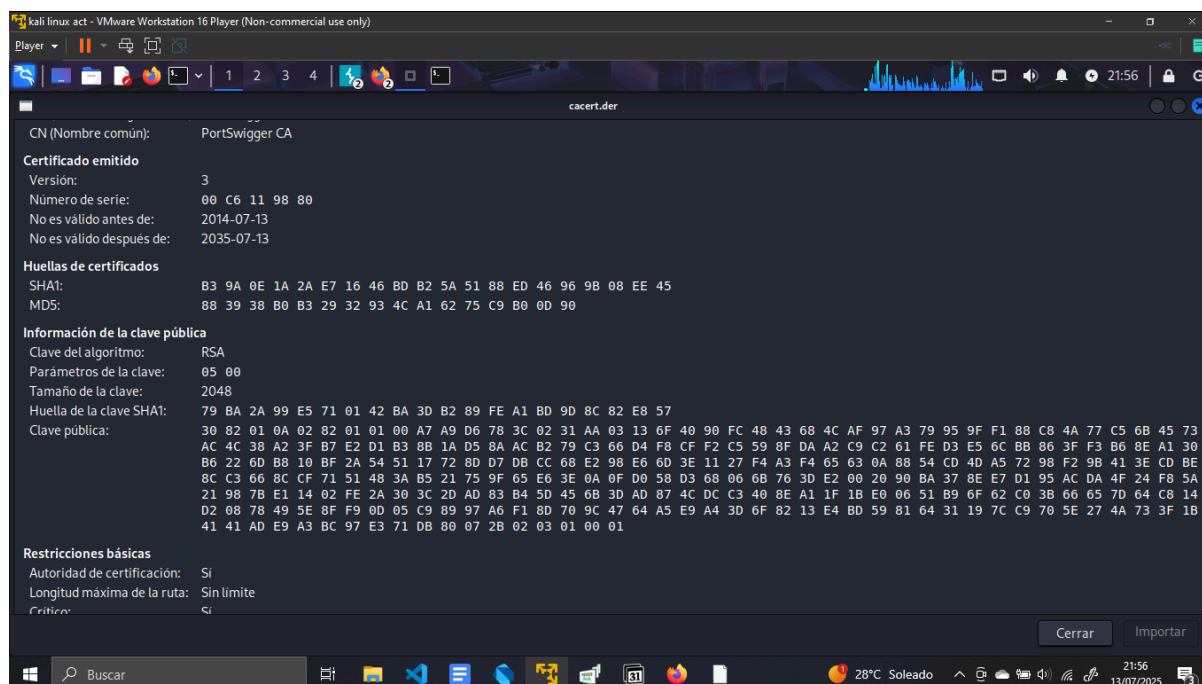 kali linux act - VMware Workstation 16 Player (Non-commercial use only)
Player
1 2 3 4 21:56
cacert.der
CN (Nombre común): PortSwigger CA
Certificado emitido
Versión: 3
Número de serie: 00 C6 11 98 80
No es válido antes de: 2014-07-13
No es válido después de: 2035-07-13
Huellas de certificados
SHA1: B3 9A 0E 1A 2A E7 16 46 BD B2 5A 51 88 ED 46 96 9B 08 EE 45
MD5: 88 39 38 B0 B3 29 32 93 4C A1 62 75 C9 B0 0D 90
Información de la clave pública
Clave del algoritmo: RSA
Parámetros de la clave: 05 00
Tamaño de la clave: 2048
Huella de la clave SHA1: 79 BA 2A 99 E5 71 01 42 BA 3D B2 89 FE A1 BD 9D 8C 82 E8 57
Clave pública: 30 82 01 0A 02 82 01 01 00 A7 A9 D6 78 3C 02 31 AA 03 13 6F 40 90 FC 48 43 68 4C AF 97 A3 79 95 9F F1 88 C8 4A 77 C5 6B 45 73
AC 4C 38 A2 3F B7 E2 D1 B3 8B 1A D5 8A AC B2 79 C3 66 D4 F8 CF F2 C5 59 8F DA A2 C9 C2 61 FE D3 E5 6C BB 86 3F F3 B6 8E A1 30
B6 22 6D B8 10 BF 2A 54 51 17 72 8D D7 DB CC 68 E2 98 E6 6D 3E 11 27 F4 A3 F4 65 63 0A 88 54 CD 4D A5 72 98 F2 9B 41 3E CD BE
8C C3 66 8C CF 71 51 48 3A B5 21 75 9F 65 E6 3E 0A 0F D0 58 D3 68 06 6B 76 3D E2 00 20 90 BA 37 8E E7 D1 95 AC DA 4F 24 F8 5A
21 98 7B E1 14 02 FE 2A 30 3C 2D AD 83 B4 5D 45 6B 3D AD 87 4C DC C3 40 8E A1 1F 1B E0 06 51 B9 6F 62 C0 3B 66 65 7D 64 C8 14
D2 08 78 49 5E 8F F9 0D 05 C9 89 97 A6 F1 8D 70 9C 47 64 A5 E9 A4 3D 6F 82 13 E4 BD 59 81 64 31 19 7C C9 70 5E 27 4A 73 3F 1B
41 41 AD E9 A3 BC 97 E3 71 DB 80 07 2B 02 03 01 00 01
Restricciones básicas
Autoridad de certificación: Sí
Longitud máxima de la ruta: Sin límite
Crítico: Sí
Cerrar Importar
Buscar 28°C Soleado 21:56
13/07/2025